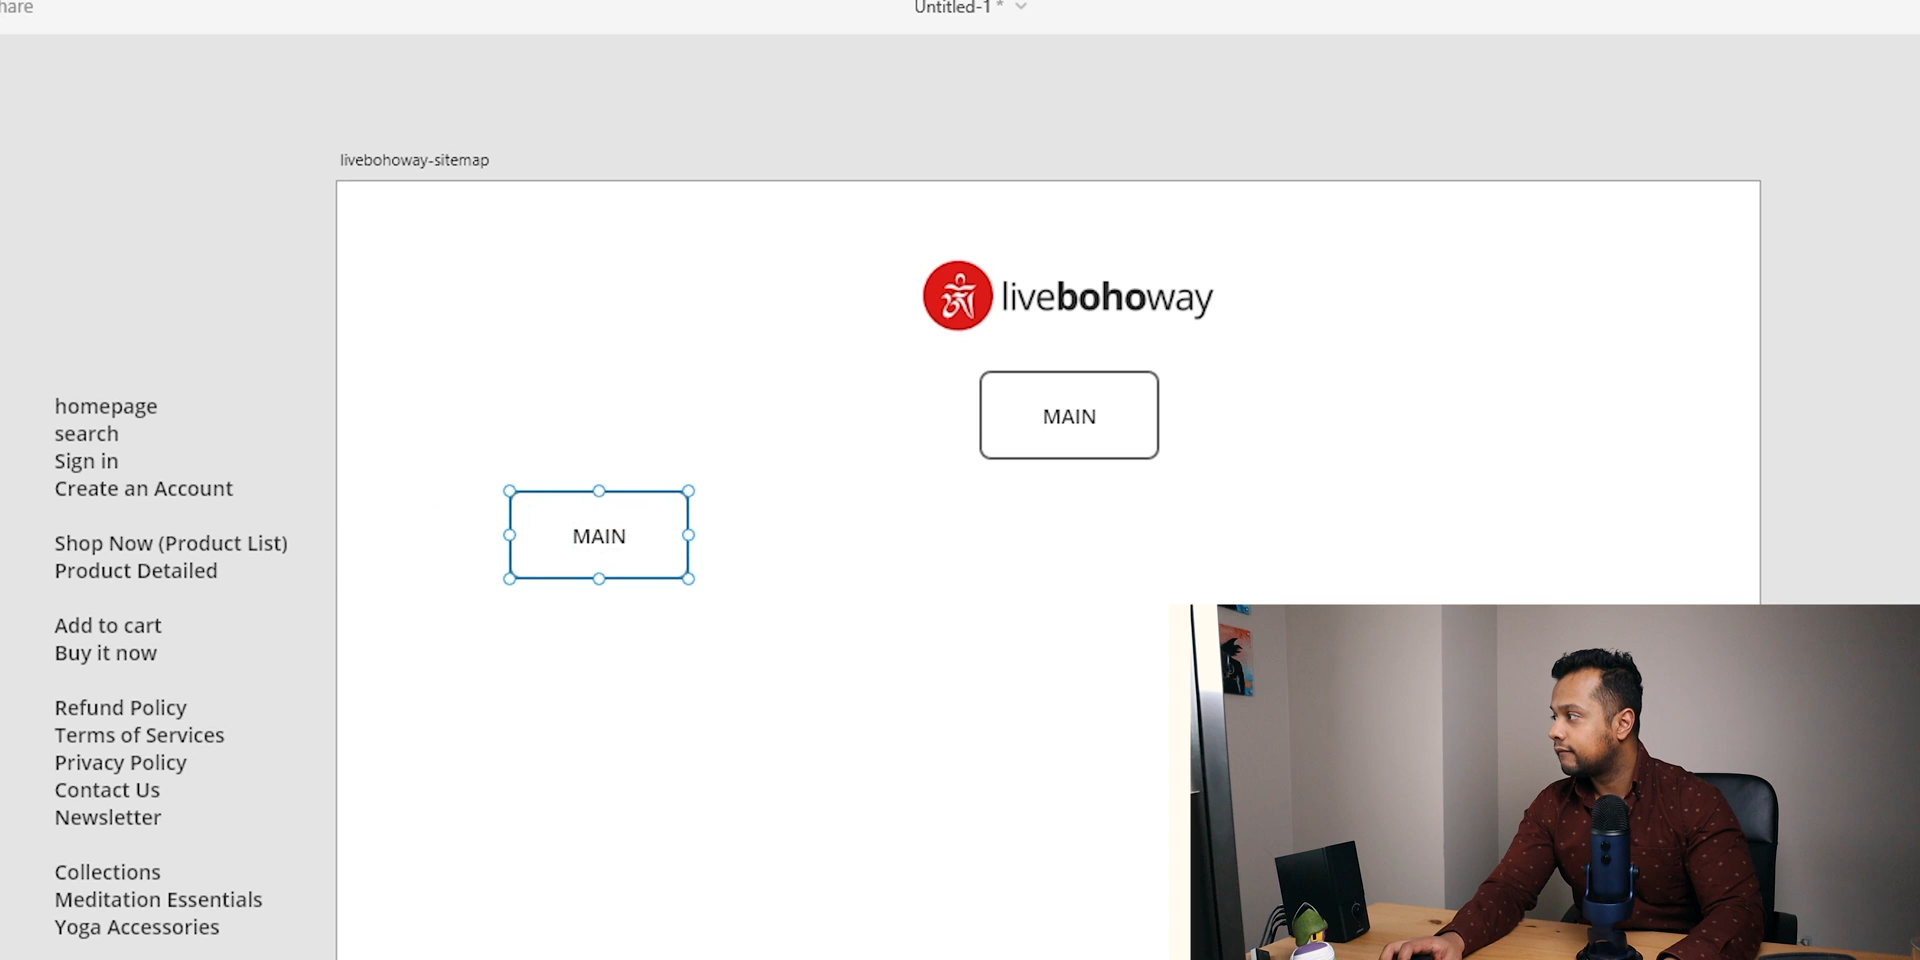 hare
Untitled-1 *
livebohoway-sitemap
ༀ livebohoway
MAIN
MAIN
homepage
search
Sign in
Create an Account
Shop Now (Product List)
Product Detailed
Add to cart
Buy it now
Refund Policy
Terms of Services
Privacy Policy
Contact Us
Newsletter
Collections
Meditation Essentials
Yoga Accessories